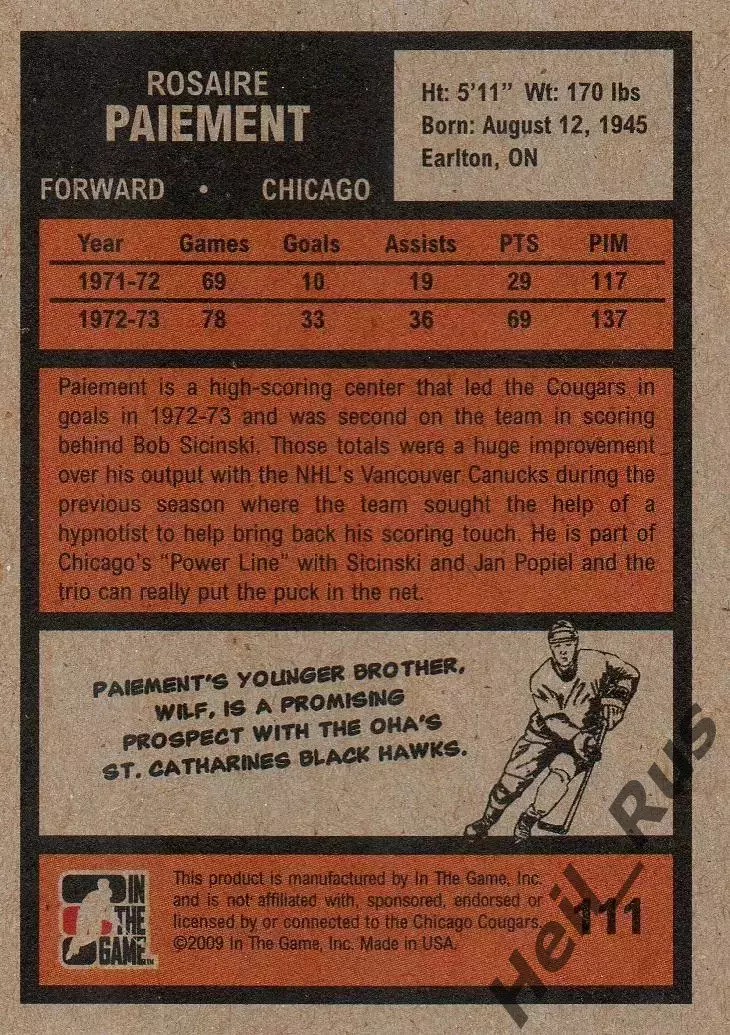 ROSAIRE
PAIEMENT
FORWARD • CHICAGO
Ht: 5'11" Wt: 170 lbs
Born: August 12, 1945
Earlton, ON
Year Games Goals Assists PTS PIM
1971-72 69 10 19 29 117
1972-73 78 33 36 69 137
Paiement is a high-scoring center that led the Cougars in
goals in 1972-73 and was second on the team in scoring
behind Bob Sicinski. Those totals were a huge improvement
over his output with the NHL's Vancouver Canucks during the
previous season where the team sought the help of a
hypnotist to help bring back his scoring touch. He is part of
Chicago's "Power Line" with Sicinski and Jan Popiel and the
trio can really put the puck in the net.
PAIEMENT'S YOUNGER BROTHER,
WILF, IS A PROMISING
PROSPECT WITH THE OHA'S
ST. CATHARINES BLACK HAWKS.
IN
THE
GAME™
This product is manufactured by In The Game, Inc.
and is not affiliated with, sponsored, endorsed or
licensed by or connected to the Chicago Cougars.
©2009 In The Game, Inc. Made in USA.
111
Heil_Rus